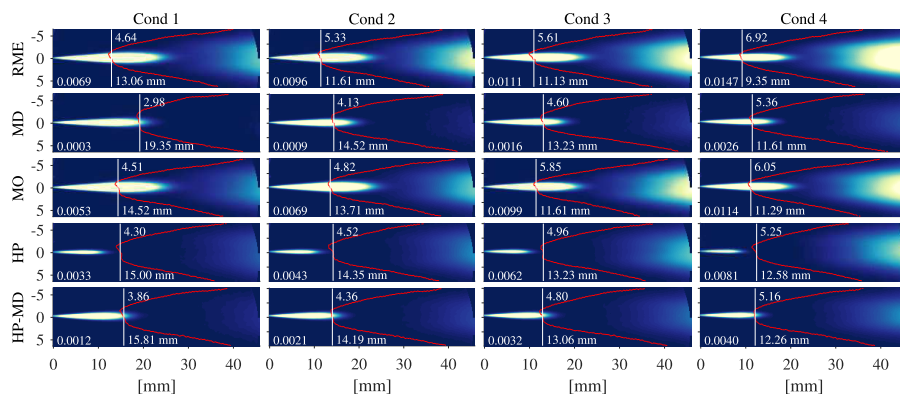 Cond 1 Cond 2 Cond 3 Cond 4
RME
-5 4.64 5.33 5.61 6.92
0
5 0.0069 13.06 mm 0.0096 11.61 mm 0.0111 11.13 mm 0.0147 9.35 mm
MD
-5 2.98 4.13 4.60 5.36
0
5 0.0003 19.35 mm 0.0009 14.52 mm 0.0016 13.23 mm 0.0026 11.61 mm
MO
-5 4.51 4.82 5.85 6.05
0
5 0.0053 14.52 mm 0.0069 13.71 mm 0.0099 11.61 mm 0.0114 11.29 mm
HP
-5 4.30 4.52 4.96 5.25
0
5 0.0033 15.00 mm 0.0043 14.35 mm 0.0062 13.23 mm 0.0081 12.58 mm
HP-MD
-5 3.86 4.36 4.80 5.16
0
5 0.0012 15.81 mm 0.0021 14.19 mm 0.0032 13.06 mm 0.0040 12.26 mm
0 10 20 30 40 0 10 20 30 40 0 10 20 30 40 0 10 20 30 40
[mm] [mm] [mm] [mm]